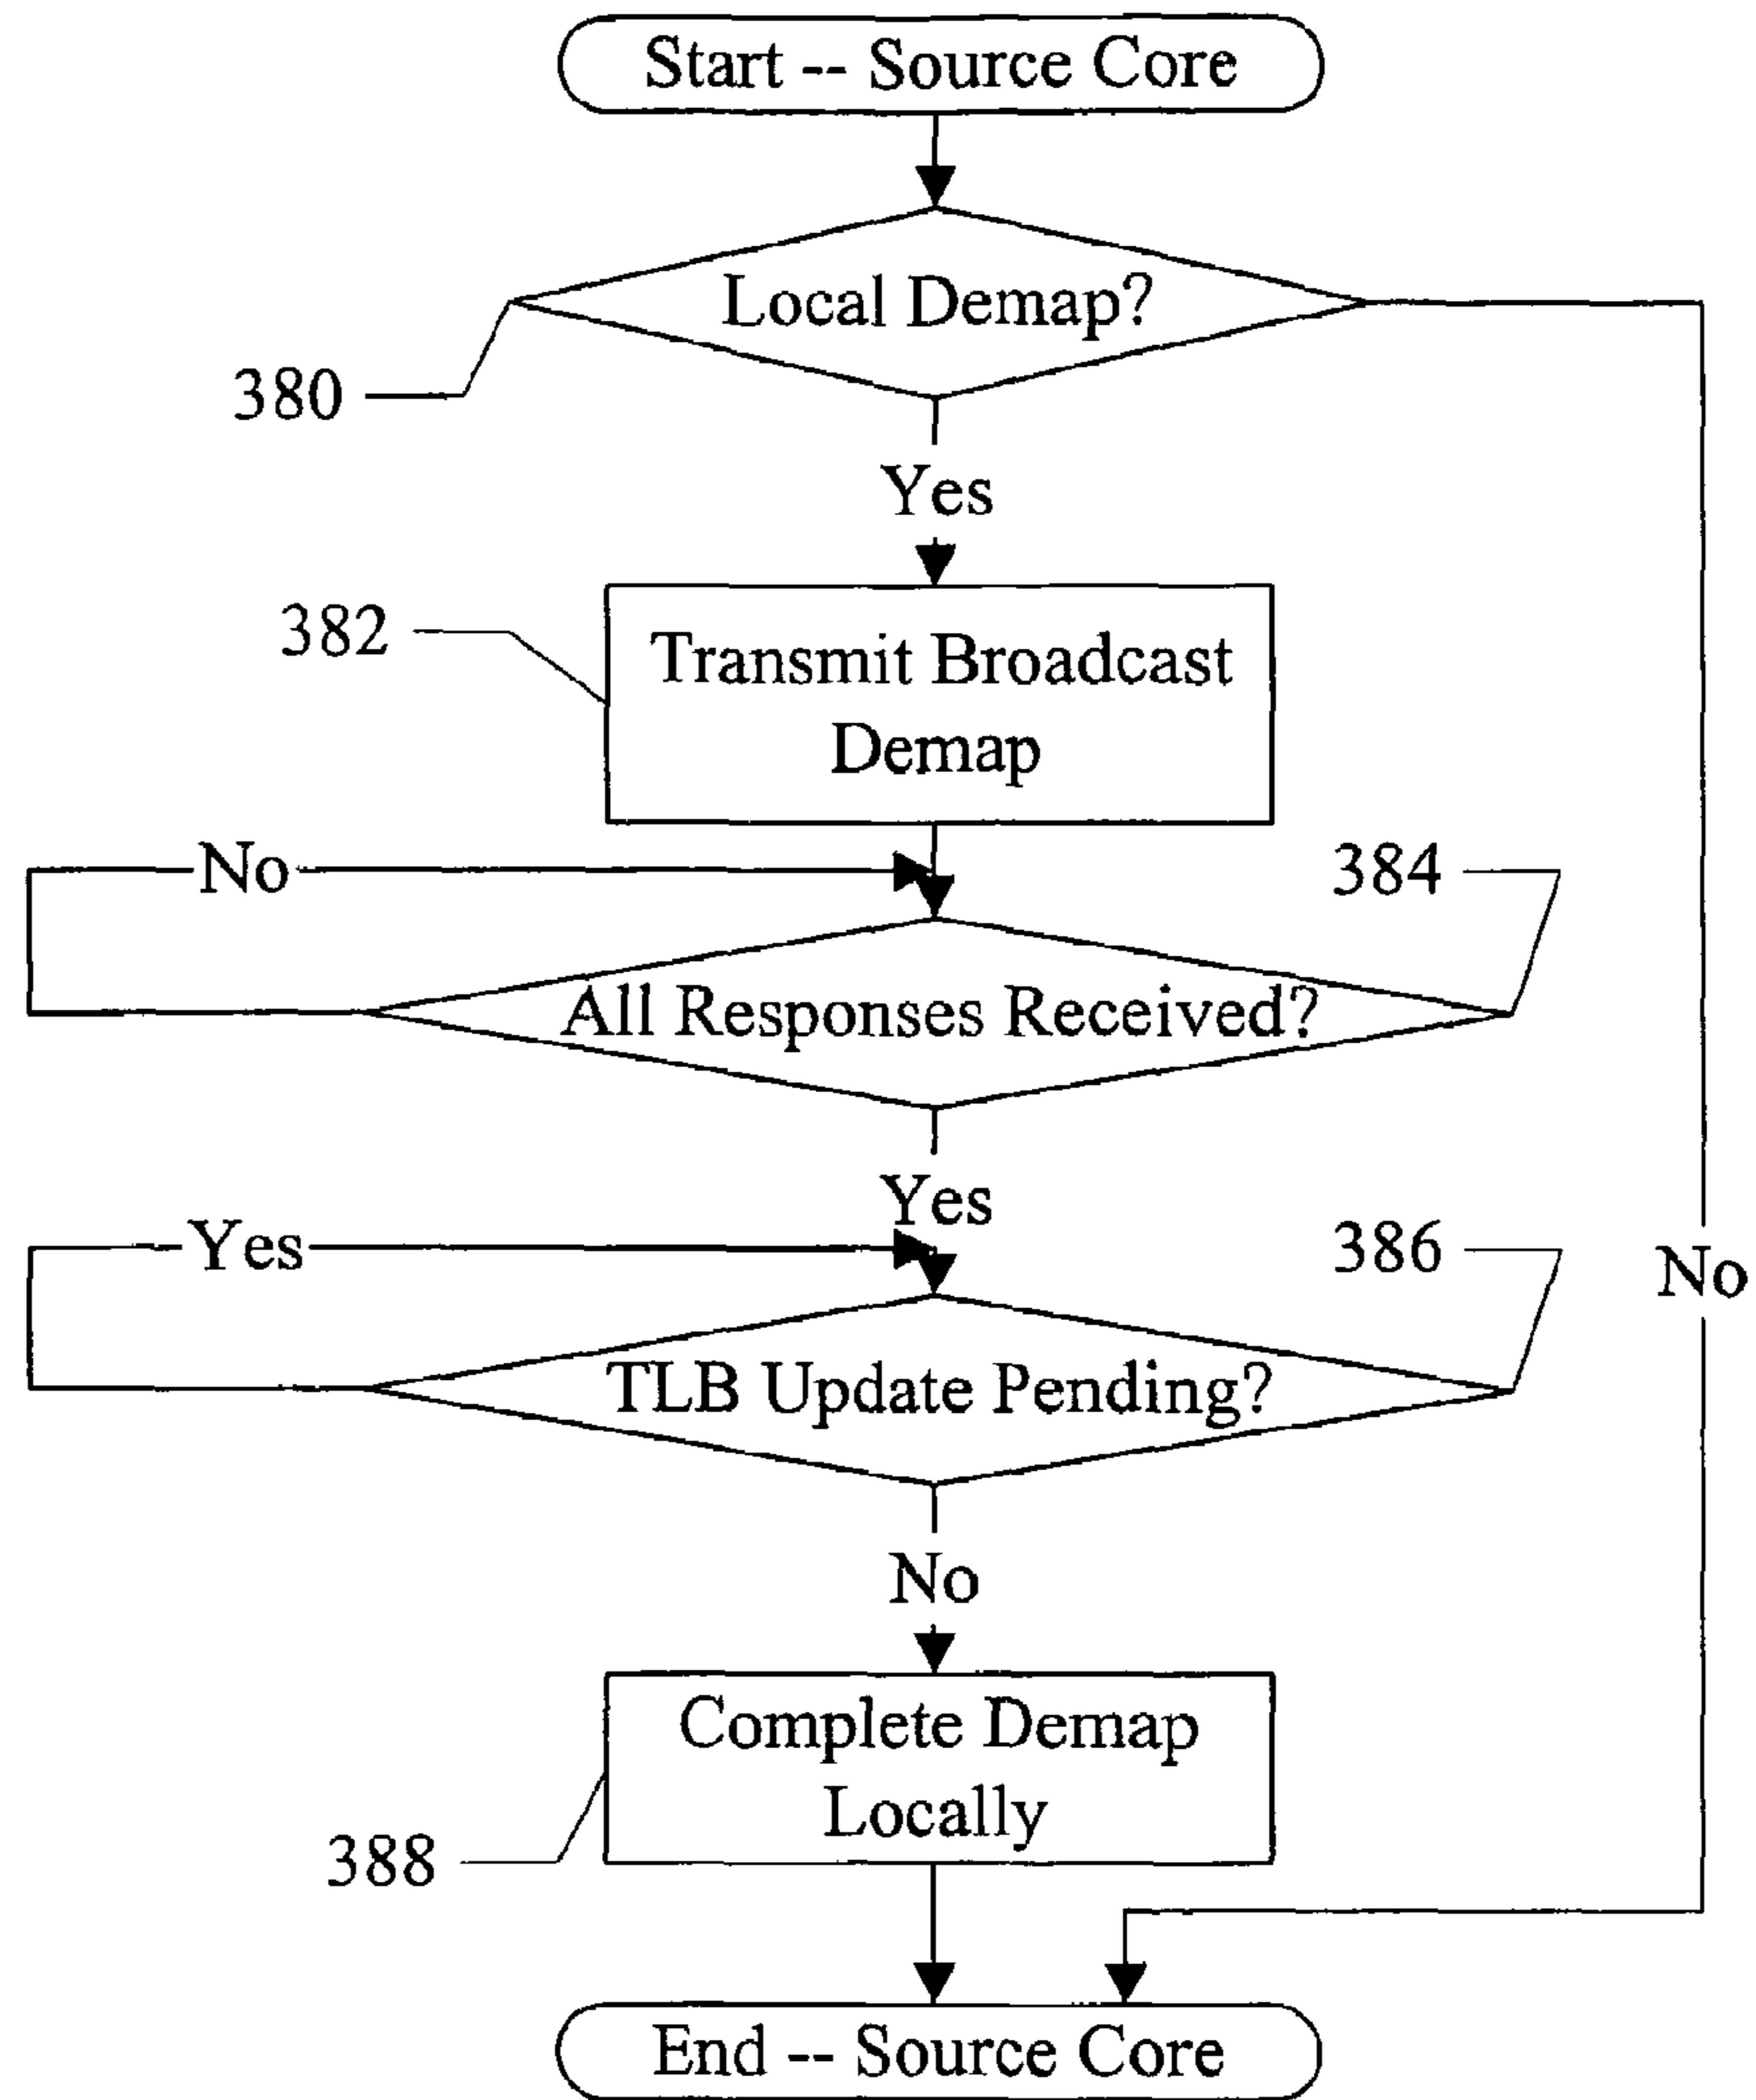 Start -- Source Core
Local Demap?
380
Yes
382
Transmit Broadcast
Demap
No
384
All Responses Received?
Yes
Yes
386
No
TLB Update Pending?
No
Complete Demap
Locally
388
End -- Source Core